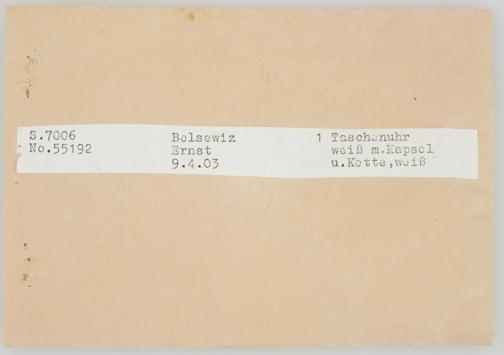 S.7006 Belsewiz 1 Taschenuhr
No.55192 Ernst weiß m.Kapsel
9.4.03 u.Kette,weiß